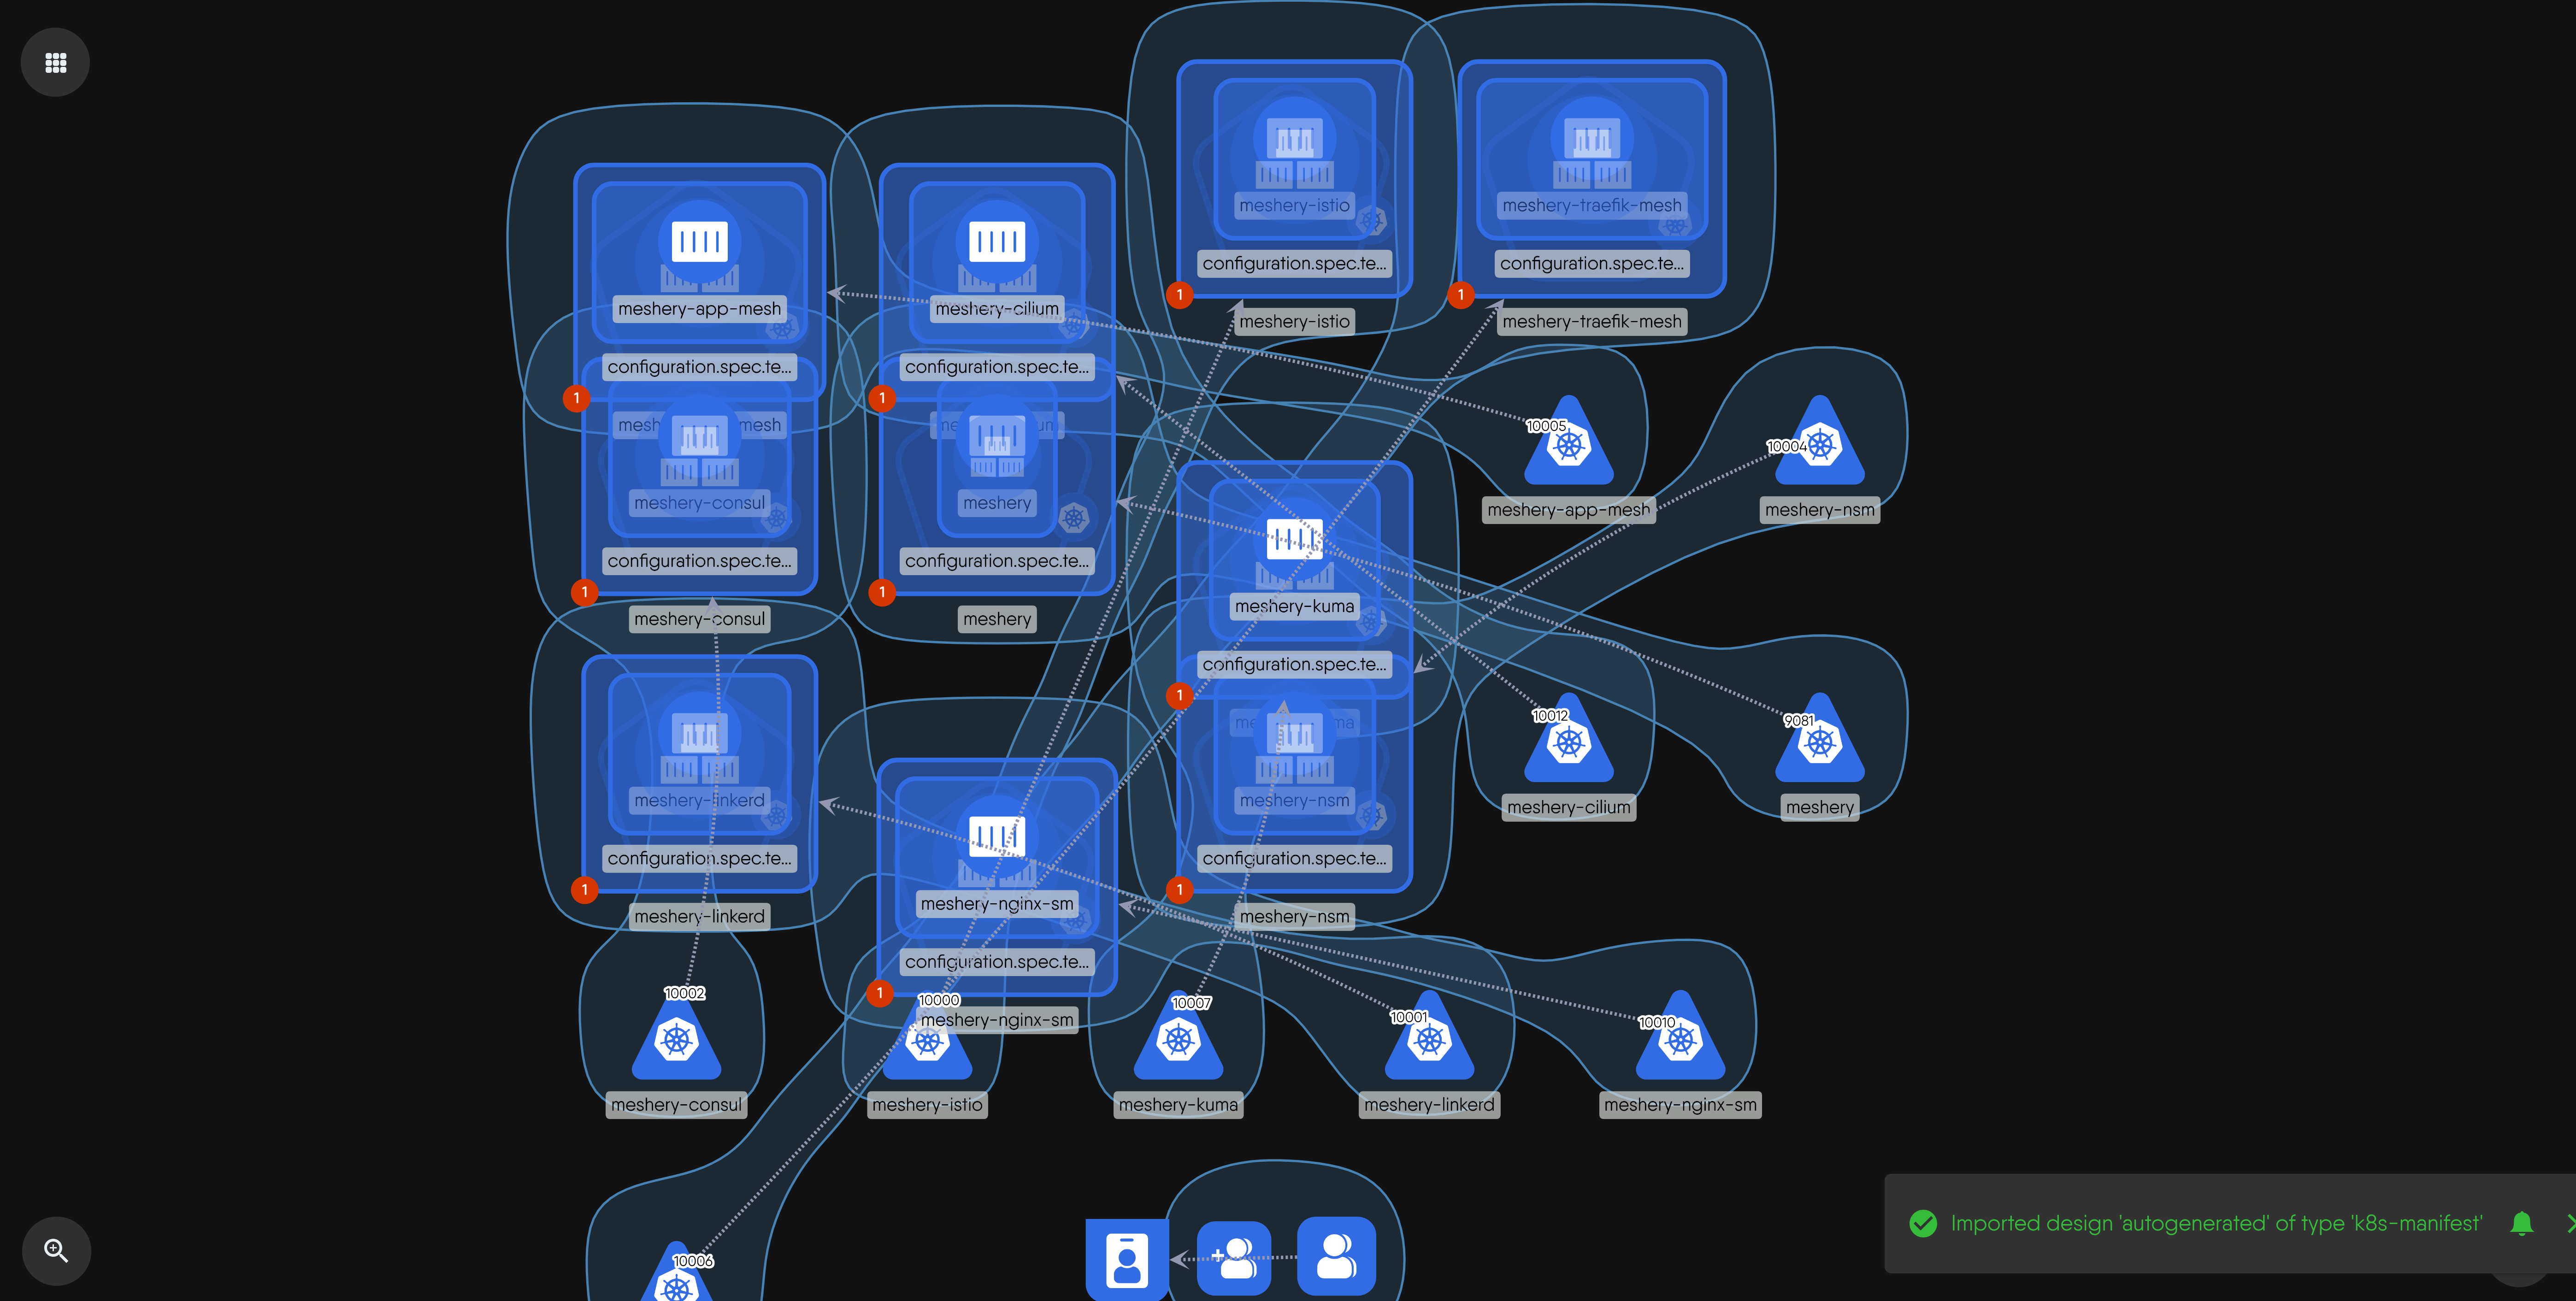 meshery-istio
configuration.spec.te...
1
meshery-istio
meshery-traefik-mesh
configuration.spec.te...
1
meshery-traefik-mesh
meshery-app-mesh
configuration.spec.te...
1
meshery-cilium
configuration.spec.te...
1
meshery-consul
configuration.spec.te...
1
meshery-consul
meshery
configuration.spec.te...
1
meshery
10005
meshery-app-mesh
10004
meshery-nsm
meshery-kuma
configuration.spec.te...
1
meshery-nsm
configuration.spec.te...
1
meshery-nsm
10012
meshery-cilium
9081
meshery
meshery-linkerd
configuration.spec.te...
1
meshery-linkerd
meshery-nginx-sm
configuration.spec.te...
1
meshery-nginx-sm
10002
meshery-consul
10000
meshery-istio
10007
meshery-kuma
10001
meshery-linkerd
10010
meshery-nginx-sm
10006
Imported design 'autogenerated' of type 'k8s-manifest'